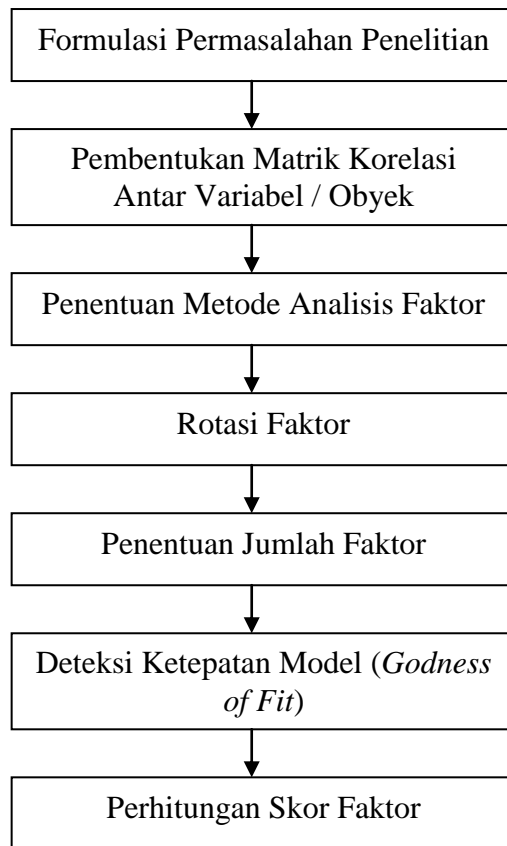 Formulasi Permasalahan Penelitian
Pembentukan Matrik Korelasi
Antar Variabel / Obyek
Penentuan Metode Analisis Faktor
Rotasi Faktor
Penentuan Jumlah Faktor
Deteksi Ketepatan Model (Godness
of Fit)
Perhitungan Skor Faktor